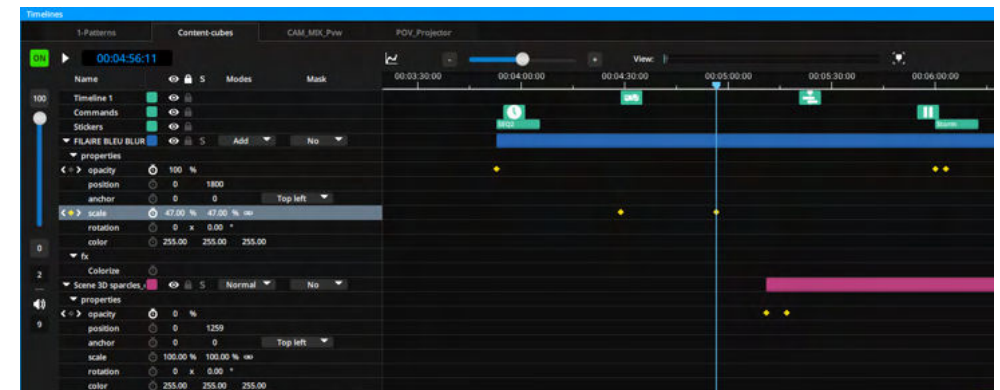 Timelines
1-Patterns Content-cubes CAM_MIX_Pvw POV_Projector
ON 00:04:56:11 - + View:
Name S Modes Mask 00:03:30:00 00:04:00:00 00:04:30:00 00:05:00:00 00:05:30:00 00:06:00:00
100 Timeline 1
Commands
Stickers SEQ2 Storm
FILAIRE BLEU BLUR S Add No
properties
opacity 100 %
position 0 1800
anchor 0 0 Top left
scale 47.00 % 47.00 %
rotation 0 x 0.00 °
color 255.00 255.00 255.00
0 fx
2 Colorize
Scene 3D sparcles_ S Normal No
properties
opacity 0 %
9 position 0 1259
anchor 0 0 Top left
scale 100.00 % 100.00 %
rotation 0 x 0.00 °
color 255.00 255.00 255.00